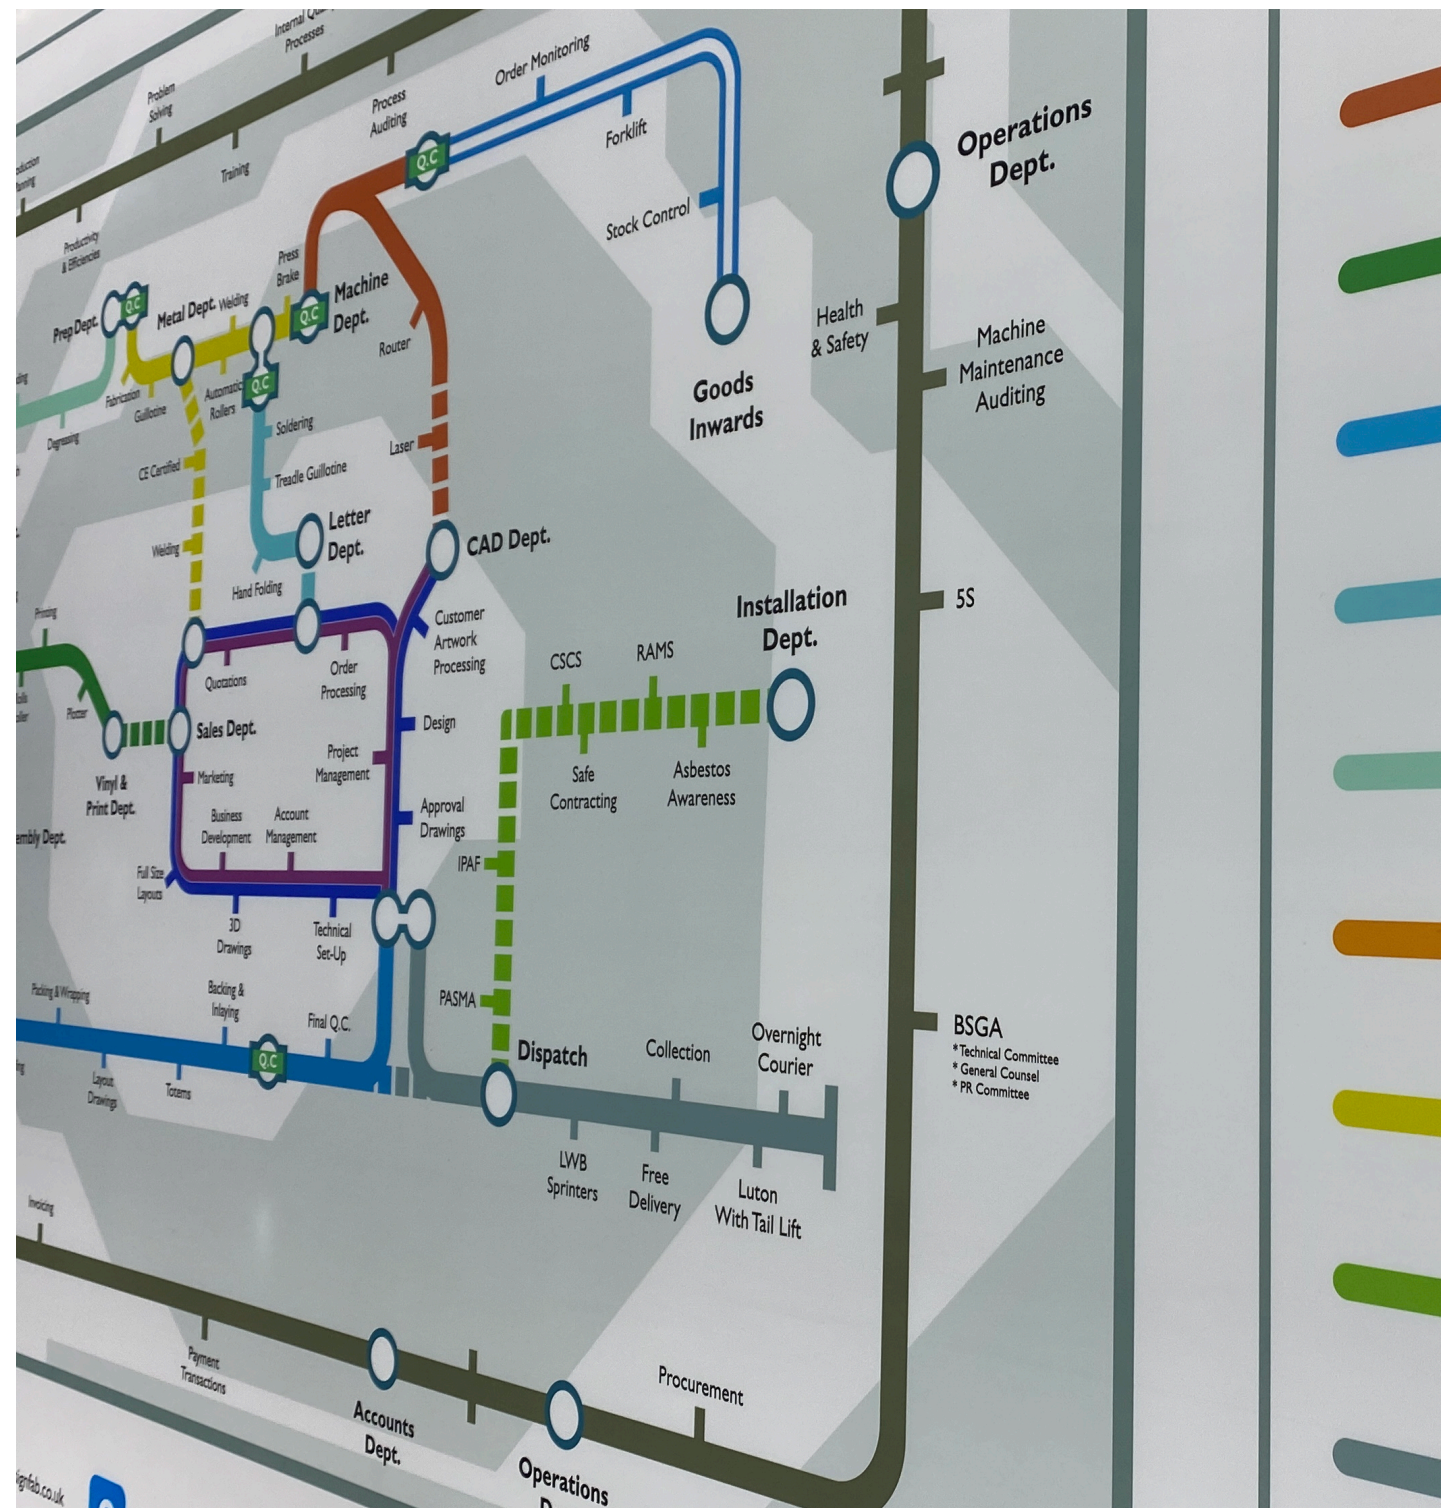 Internal
Processes
Problem
Solving
Process
Auditing
Training
Productivity
& Efficiencies
Order Monitoring
Forklift
Stock Control
Goods
Inwards
Operations
Dept.
Health
& Safety
Machine
Maintenance
Auditing
5S
BSGA
*Technical Committee
* General Counsel
* PR Committee
Q.C
Press
Brake
Q.C
Machine
Dept.
Router
Laser
CAD Dept.
Q.C
Prep Dept.
Metal Dept.
Welding
Fabrication
Guillotine
Automatic
Rollers
Q.C
Degreasing
Soldering
Treadle Guillotine
CE Certified
Welding
Letter
Dept.
Hand Folding
Printing
Plotter
Vinyl &
Print Dept.
Quotations
Order
Processing
Sales Dept.
Marketing
Business
Development
Account
Management
Project
Management
Customer
Artwork
Processing
Design
Approval
Drawings
Full Size
Layouts
3D
Drawings
Technical
Set-Up
Installation
Dept.
CSCS
RAMS
Safe
Contracting
Asbestos
Awareness
IPAF
PASMA
Packing & Wrapping
Backing &
Inlaying
Final Q.C.
Q.C
Layout
Drawings
Totems
Dispatch
Collection
Overnight
Courier
LWB
Sprinters
Free
Delivery
Luton
With Tail Lift
Invoicing
Payment
Transactions
Accounts
Dept.
Operations
Procurement